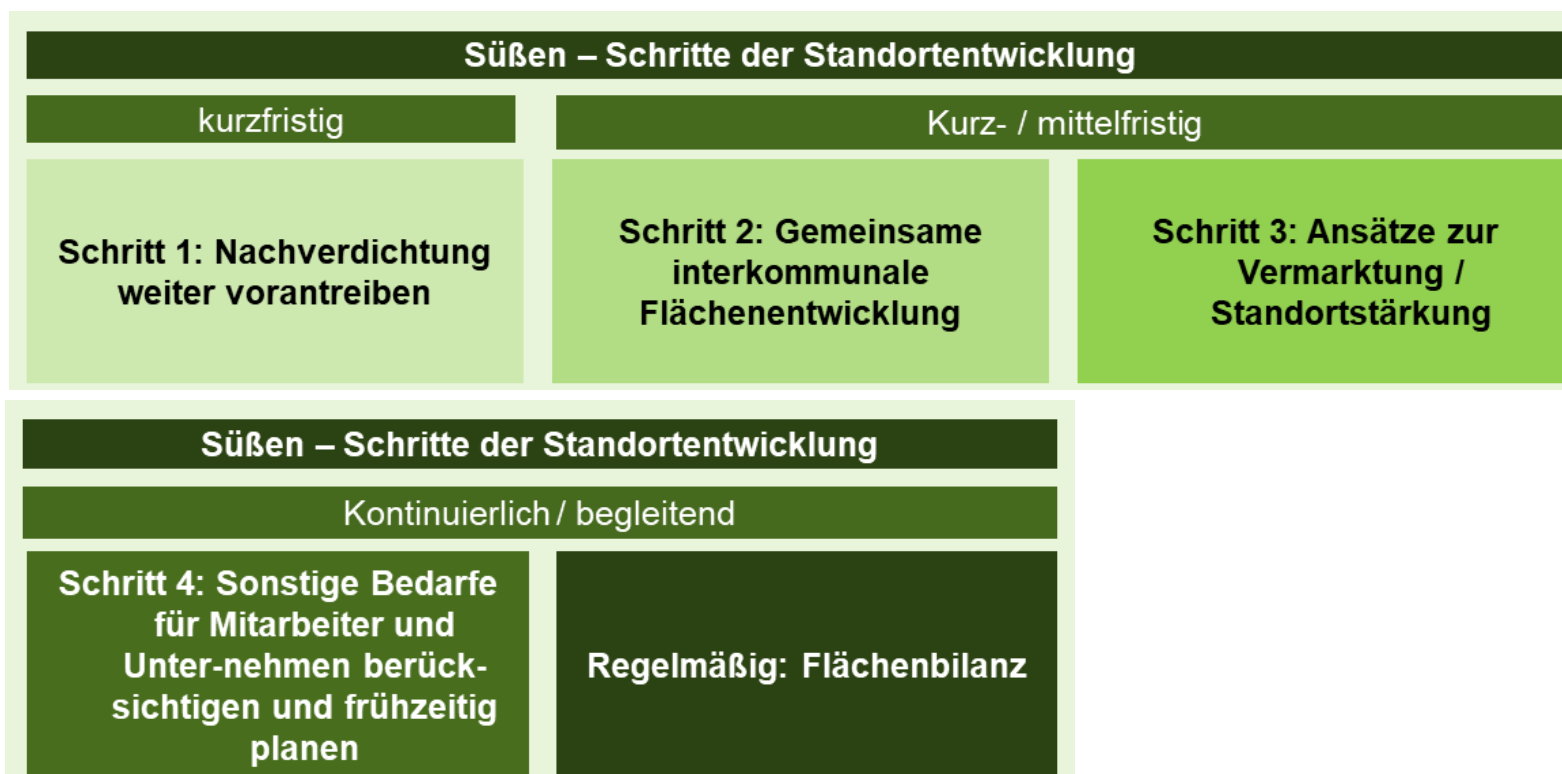 Süßen – Schritte der Standortentwicklung
kurzfristig
Kurz- / mittelfristig
Schritt 1: Nachverdichtung
weiter vorantreiben
Schritt 2: Gemeinsame
interkommunale
Flächenentwicklung
Schritt 3: Ansätze zur
Vermarktung /
Standortstärkung
Süßen – Schritte der Standortentwicklung
Kontinuierlich / begleitend
Schritt 4: Sonstige Bedarfe
für Mitarbeiter und
Unter-nehmen berück-
sichtigen und frühzeitig
planen
Regelmäßig: Flächenbilanz